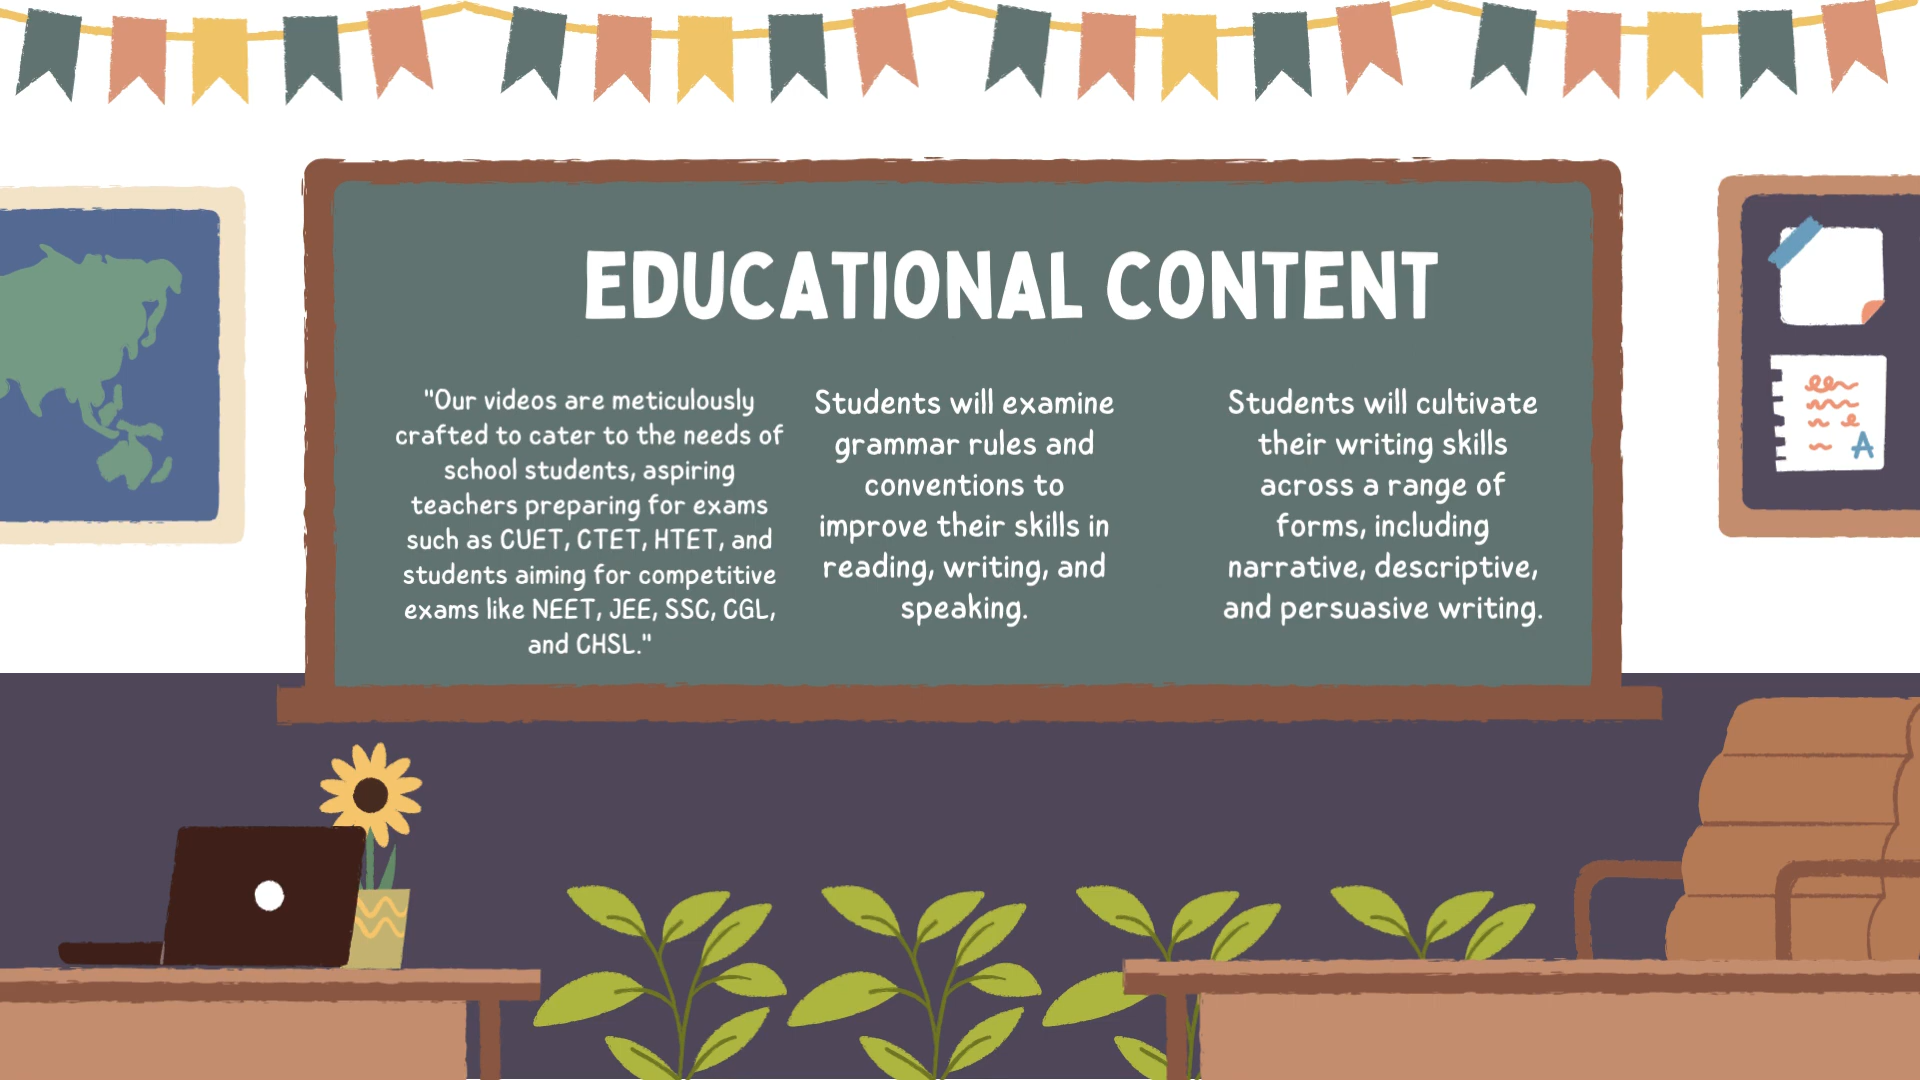 EDUCATIONAL CONTENT
"Our videos are meticulously
crafted to cater to the needs of
school students, aspiring
teachers preparing for exams
such as CUET, CTET, HTET, and
students aiming for competitive
exams like NEET, JEE, SSC, CGL,
and CHSL."
Students will examine
grammar rules and
conventions to
improve their skills in
reading, writing, and
speaking.
Students will cultivate
their writing skills
across a range of
forms, including
narrative, descriptive,
and persuasive writing.
A